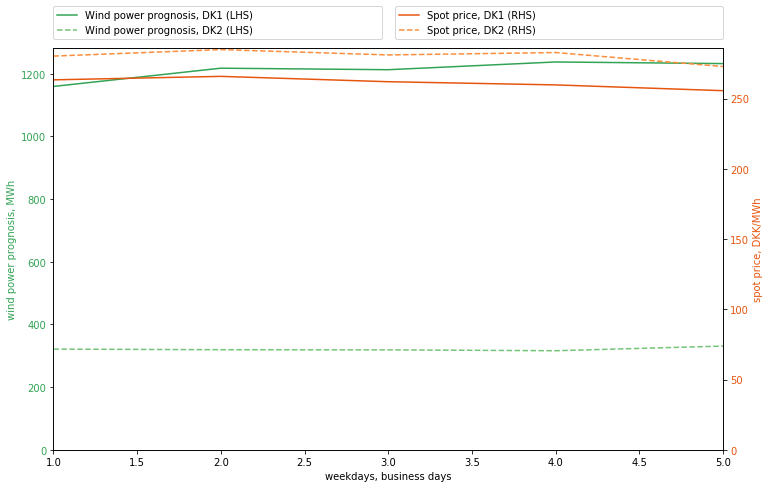 Wind power prognosis, DK1 (LHS)
Wind power prognosis, DK2 (LHS)
Spot price, DK1 (RHS)
Spot price, DK2 (RHS)
1200
1000
800
600
400
200
0
wind power prognosis, MWh
250
200
150
100
50
0
spot price, DKK/MWh
1.0 1.5 2.0 2.5 3.0 3.5 4.0 4.5 5.0
weekdays, business days